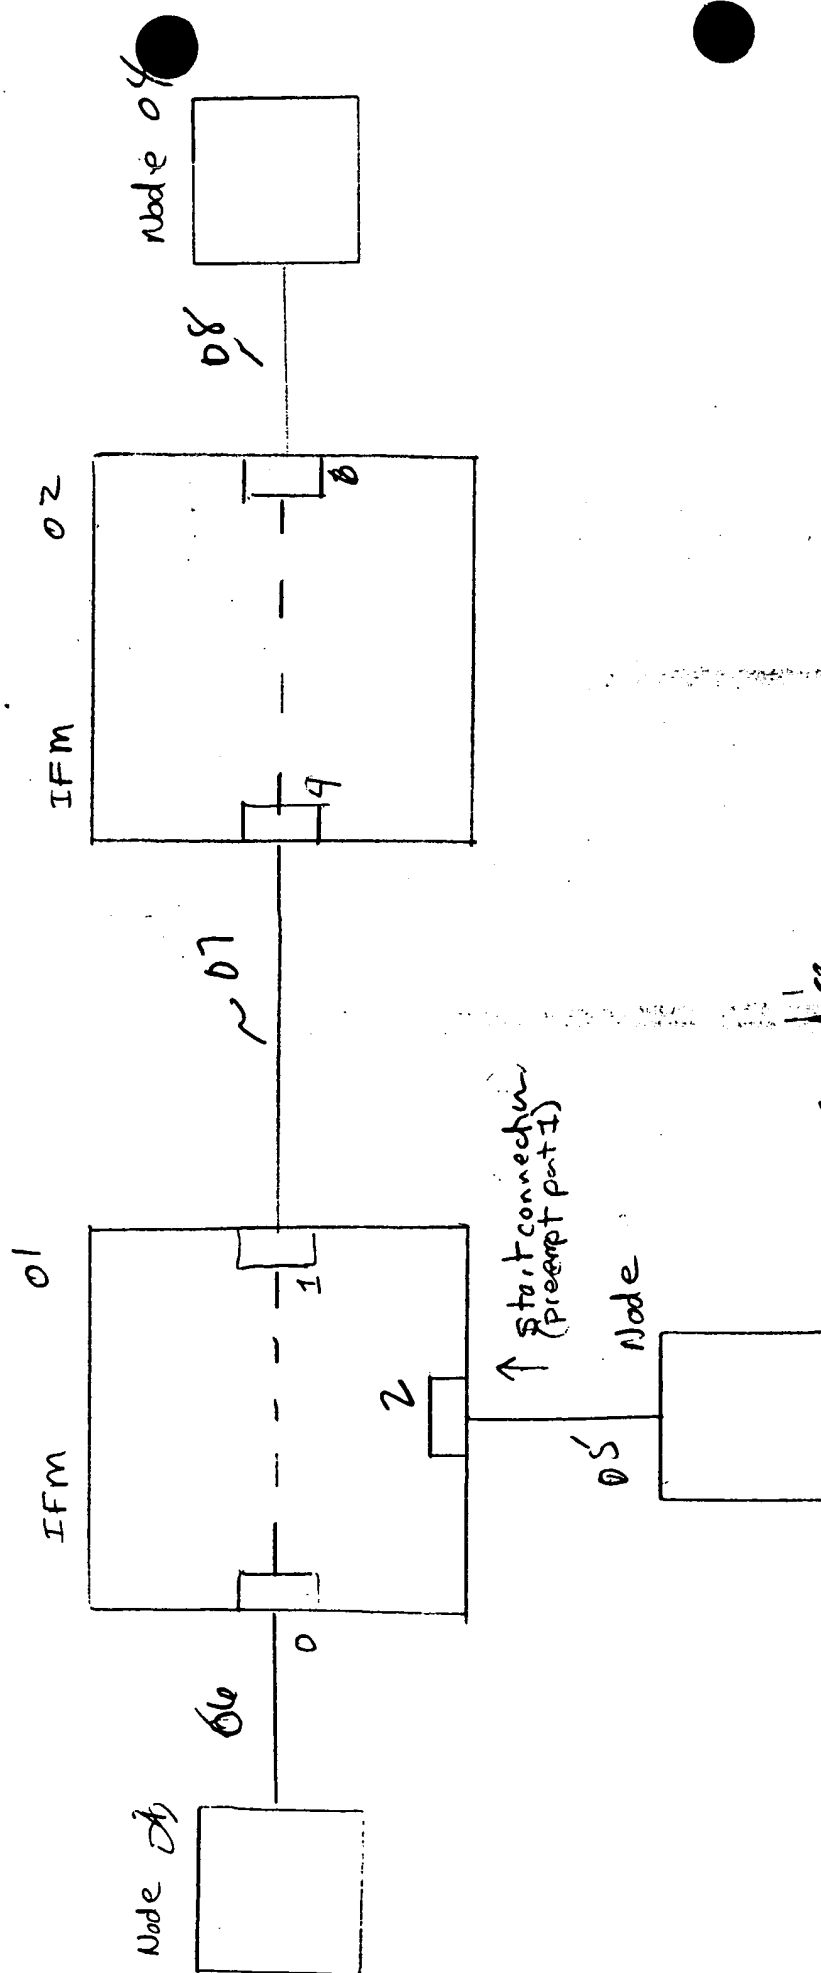 Node 04
08
IFM 02
8
4
07
IFM 01
1
2
0
start connection
(preempt port 1)
Node
05
06
Node